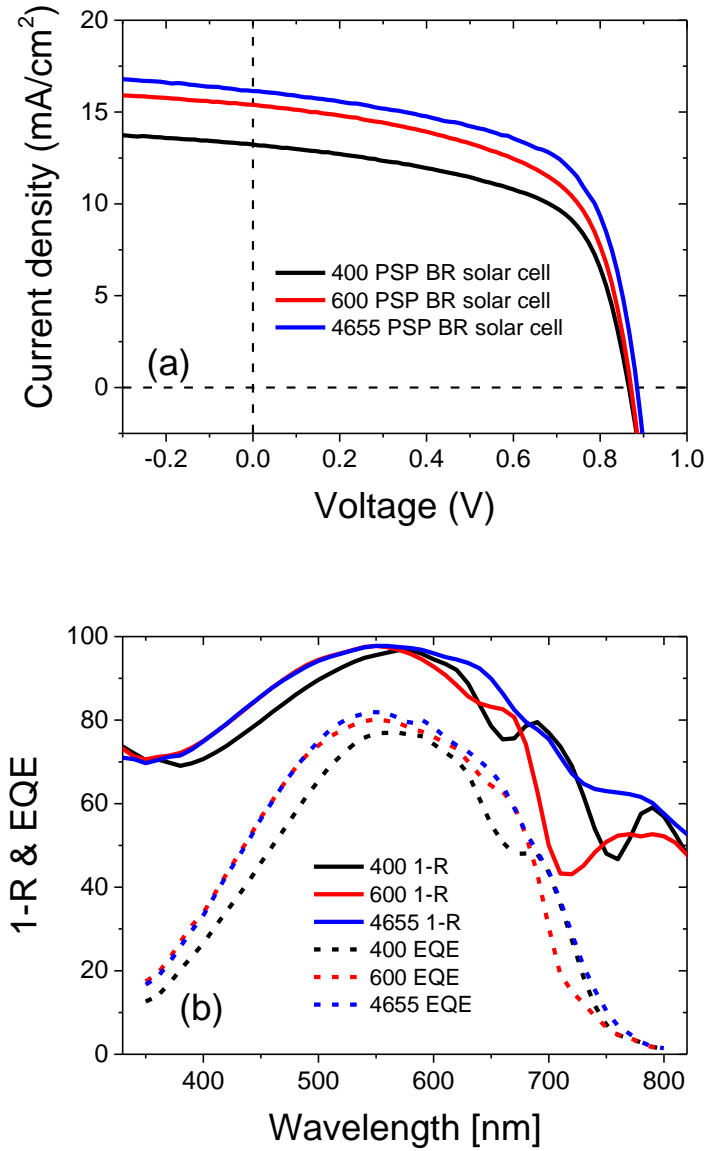 20
15
10
5
0
Current density (mA/cm²)
400 PSP BR solar cell
600 PSP BR solar cell
4655 PSP BR solar cell
(a)
-0.2 0.0 0.2 0.4 0.6 0.8 1.0
Voltage (V)
100
80
60
40
20
0
1-R & EQE
400 1-R
600 1-R
4655 1-R
400 EQE
600 EQE
4655 EQE
(b)
400 500 600 700 800
Wavelength [nm]